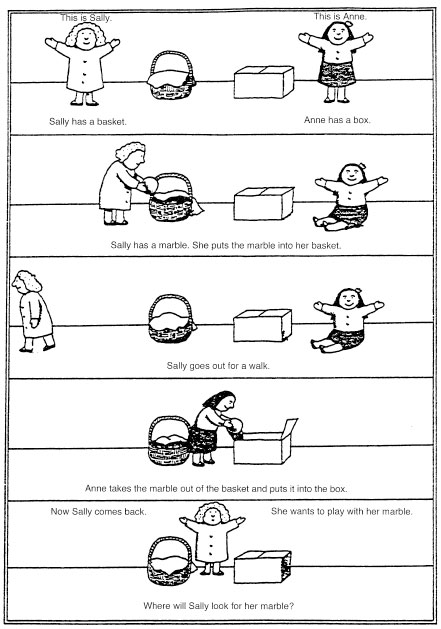 This is Sally.
This is Anne.
Sally has a basket.
Anne has a box.
Sally has a marble. She puts the marble into her basket.
Sally goes out for a walk.
Anne takes the marble out of the basket and puts it into the box.
Now Sally comes back.
She wants to play with her marble.
Where will Sally look for her marble?